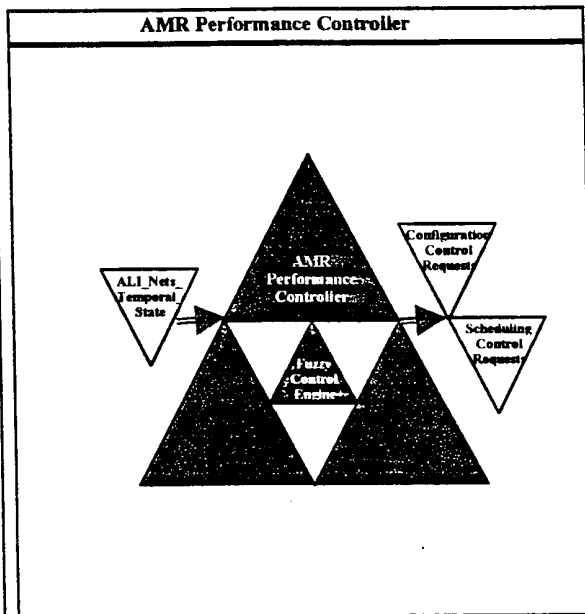 AMR Performance Controller
AMR
Performance
Controller
ALI_Nets_
Temporal
State
Configuration
Control
Requests
Scheduling
Control
Requests
Fuzzy
Control
Engine